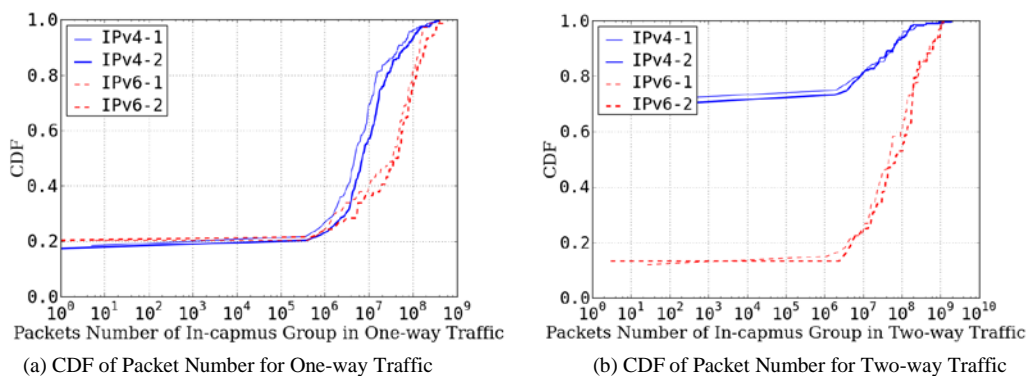 1.0
0.8
0.6
0.4
0.2
0.0
CDF
IPv4-1
IPv4-2
IPv6-1
IPv6-2
10^0 10^1 10^2 10^3 10^4 10^5 10^6 10^7 10^8 10^9
Packets Number of In-capmus Group in One-way Traffic
(a) CDF of Packet Number for One-way Traffic
1.0
0.8
0.6
0.4
0.2
0.0
CDF
IPv4-1
IPv4-2
IPv6-1
IPv6-2
10^0 10^1 10^2 10^3 10^4 10^5 10^6 10^7 10^8 10^9 10^10
Packets Number of In-capmus Group in Two-way Traffic
(b) CDF of Packet Number for Two-way Traffic